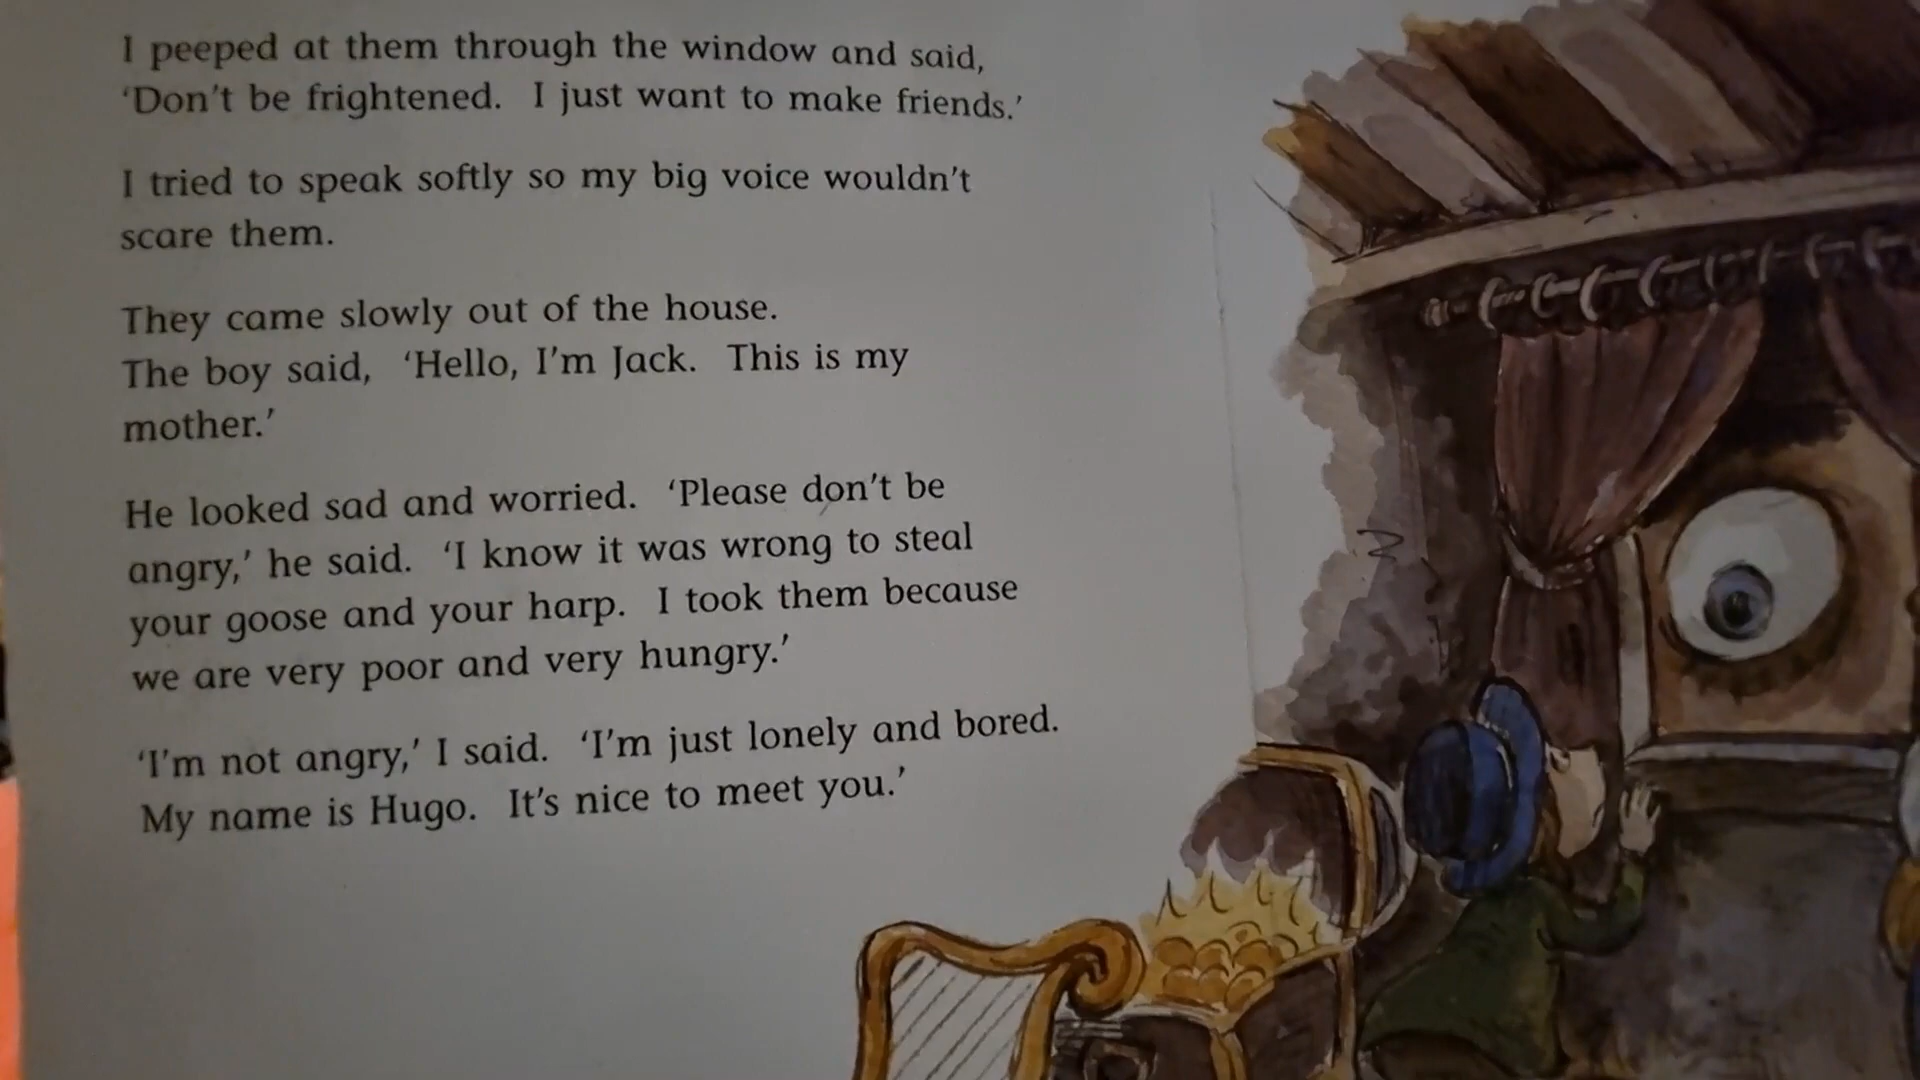 I peeped at them through the window and said,
‘Don’t be frightened. I just want to make friends.’
I tried to speak softly so my big voice wouldn’t
scare them.
They came slowly out of the house.
The boy said, ‘Hello, I’m Jack. This is my
mother.’
He looked sad and worried. ‘Please don’t be
angry,’ he said. ‘I know it was wrong to steal
your goose and your harp. I took them because
we are very poor and very hungry.’
‘I’m not angry,’ I said. ‘I’m just lonely and bored.
My name is Hugo. It’s nice to meet you.’